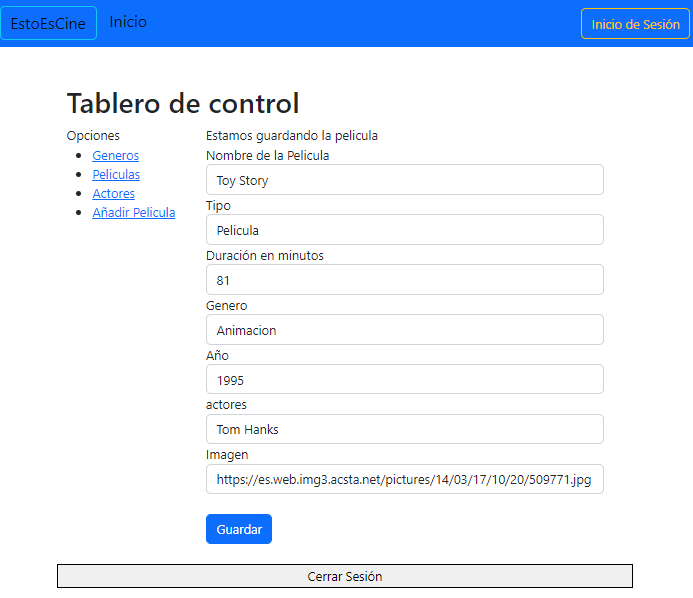 EstoEsCine Inicio Inicio de Sesión
Tablero de control
Opciones
Generos
Peliculas
Actores
Añadir Pelicula
Estamos guardando la pelicula
Nombre de la Pelicula
Toy Story
Tipo
Pelicula
Duración en minutos
81
Genero
Animacion
Año
1995
actores
Tom Hanks
Imagen
https://es.web.img3.acsta.net/pictures/14/03/17/10/20/509771.jpg
Guardar
Cerrar Sesión